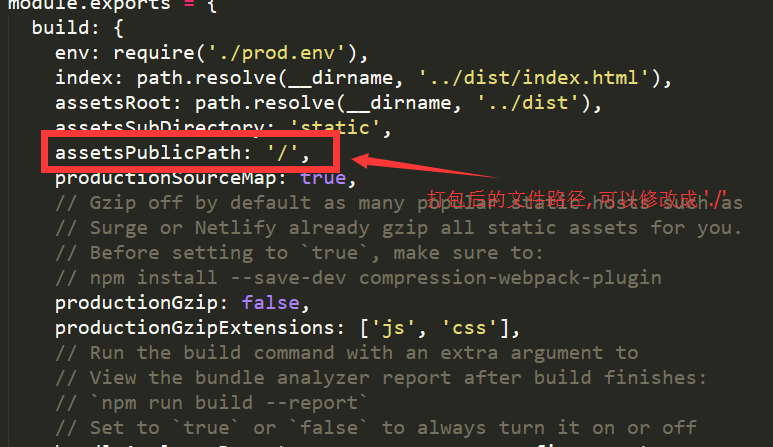 module.exports = {
build: {
env: require('./prod.env'),
index: path.resolve(__dirname, '../dist/index.html'),
assetsRoot: path.resolve(__dirname, '../dist'),
assetsSubDirectory: 'static',
assetsPublicPath: '/',
productionSourceMap: true,
打包后的文件路径,可以修改成 './'
// Gzip off by default as many popular static hosts such as
// Surge or Netlify already gzip all static assets for you.
// Before setting to `true`, make sure to:
// npm install --save-dev compression-webpack-plugin
productionGzip: false,
productionGzipExtensions: ['js', 'css'],
// Run the build command with an extra argument to
// View the bundle analyzer report after build finishes:
// `npm run build --report`
// Set to `true` or `false` to always turn it on or off